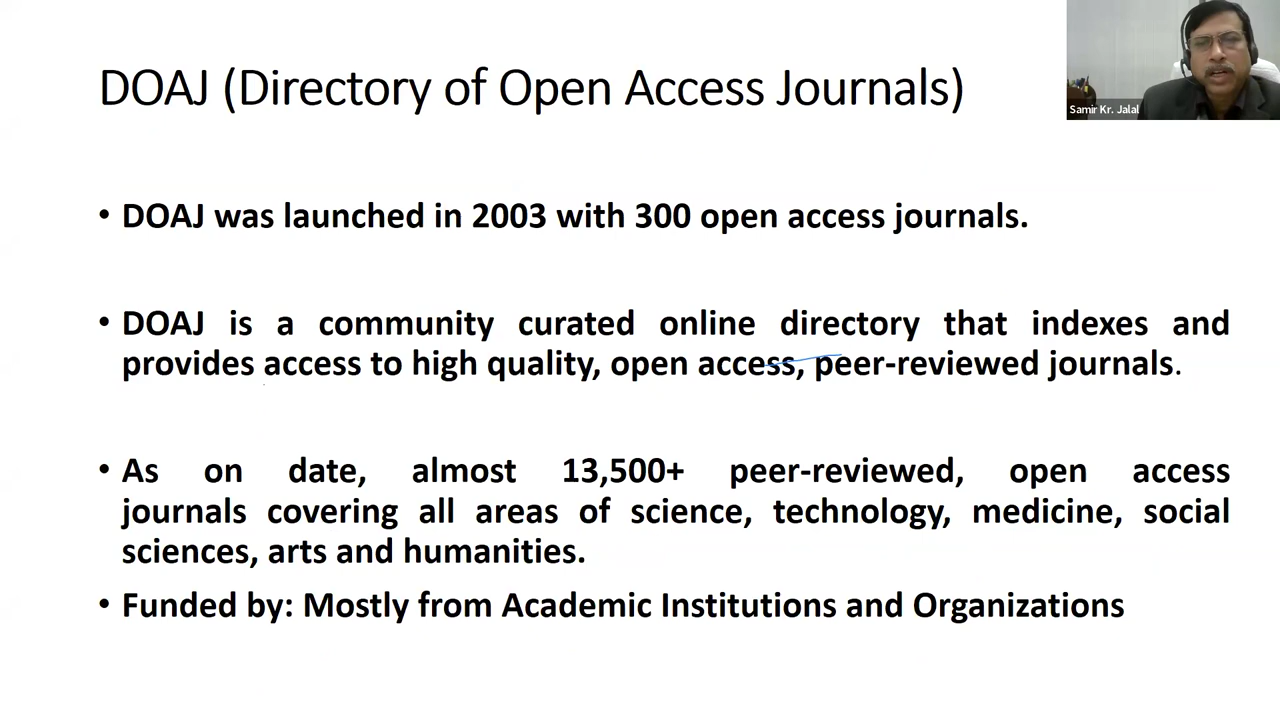 DOAJ (Directory of Open Access Journals)
Samir Kr. Jalal
• DOAJ was launched in 2003 with 300 open access journals.
• DOAJ is a community curated online directory that indexes and
provides access to high quality, open access, peer-reviewed journals.
• As on date, almost 13,500+ peer-reviewed, open access
journals covering all areas of science, technology, medicine, social
sciences, arts and humanities.
• Funded by: Mostly from Academic Institutions and Organizations